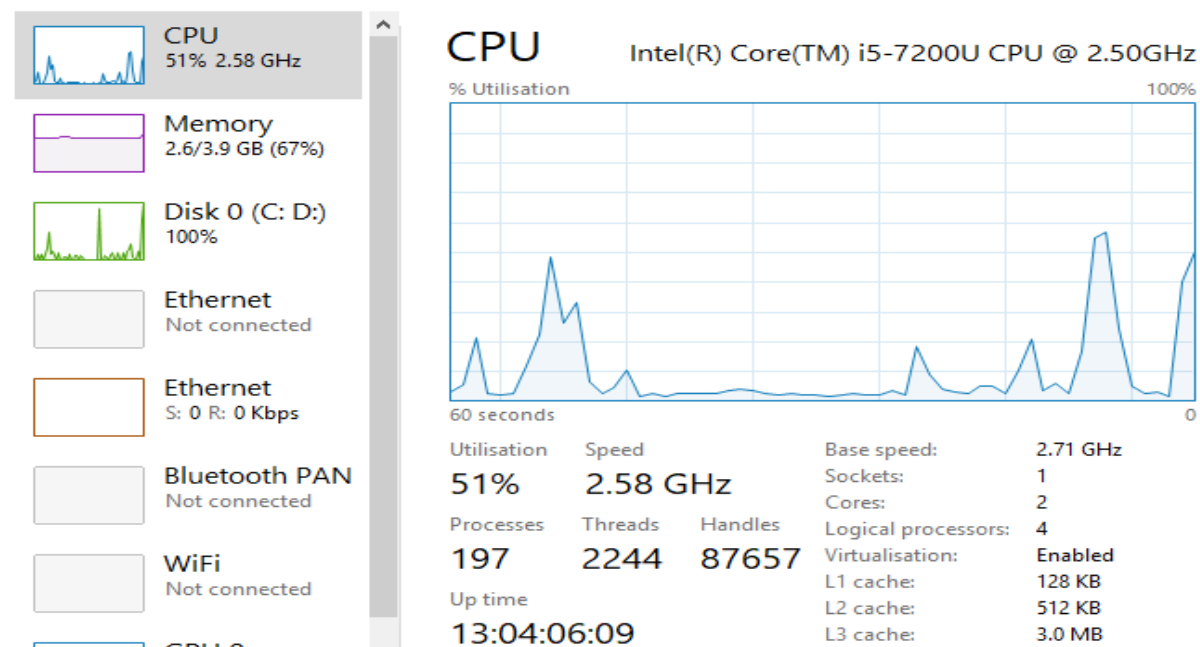 CPU
51% 2.58 GHz
Memory
2.6/3.9 GB (67%)
Disk 0 (C: D:)
100%
Ethernet
Not connected
Ethernet
S: 0 R: 0 Kbps
Bluetooth PAN
Not connected
WiFi
Not connected
CPU Intel(R) Core(TM) i5-7200U CPU @ 2.50GHz
% Utilisation 100%
60 seconds 0
Utilisation Speed
51% 2.58 GHz
Processes Threads Handles
197 2244 87657
Up time
13:04:06:09
Base speed: 2.71 GHz
Sockets: 1
Cores: 2
Logical processors: 4
Virtualisation: Enabled
L1 cache: 128 KB
L2 cache: 512 KB
L3 cache: 3.0 MB